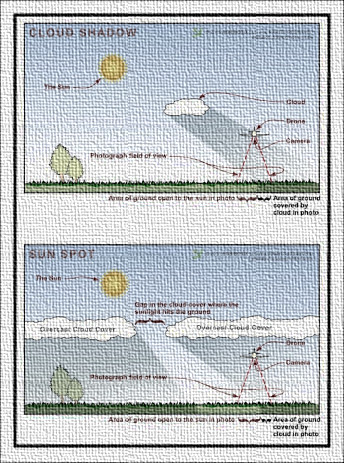 CLOUD SHADOW
The Sun
Cloud
Drone
Camera
Photograph field of view
Area of ground open to the sun in photo
Area of ground
covered by
cloud in photo
SUN SPOT
The Sun
Gap in the cloud cover where the
sunlight hits the ground
Overcast Cloud Cover
Overcast Cloud Cover
Drone
Camera
Photograph field of view
Area of ground open to the sun in photo
Area of ground
covered by
cloud in photo